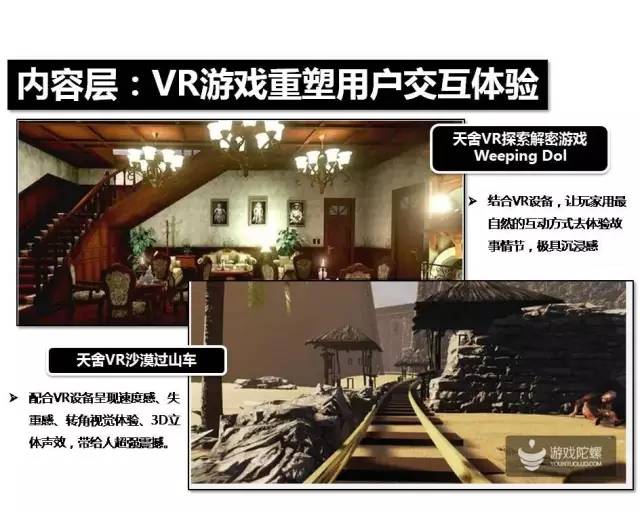 内容层：VR游戏重塑用户交互体验
天舍VR探索解密游戏
Weeping Dol
结合VR设备，让玩家用最
自然的互动方式去体验故
事情节，极具沉浸感
天舍VR沙漠过山车
配合VR设备呈现速度感、失
重感、转角视觉体验、3D立
体声效，带给人超强震撼。
游戏陀螺
YOUXITUOLUO.COM